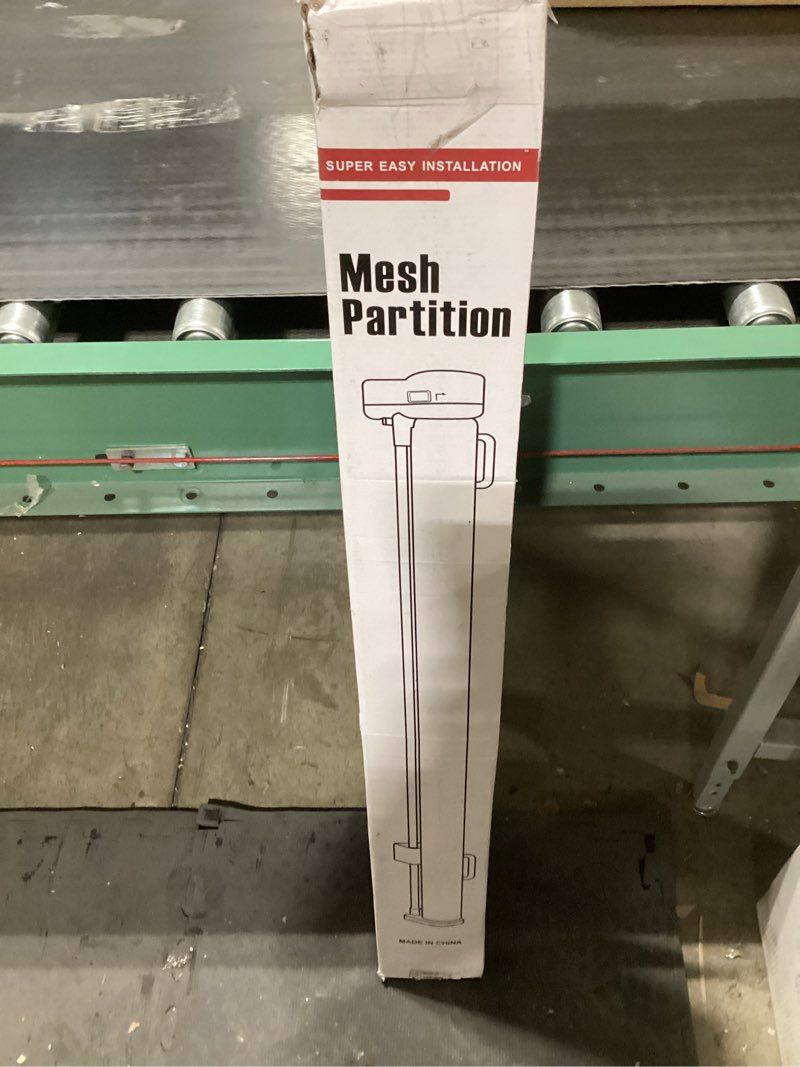 SUPER EASY INSTALLATION
Mesh
Partition
MADE IN CHINA